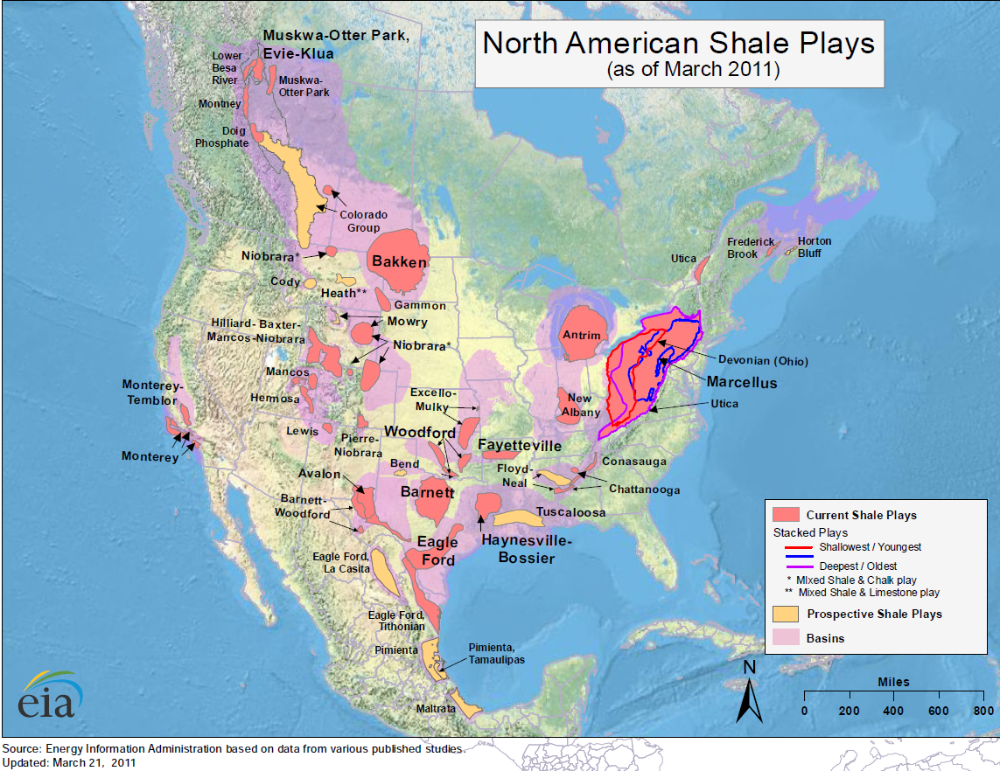 North American Shale Plays
(as of March 2011)
Muskwa-Otter Park,
Evie-Klua
Lower
Besa
River
Muskwa-
Otter Park
Montney
Doig
Phosphate
Colorado
Group
Niobrara*
Bakken
Cody
Heath**
Gammon
Mowry
Hilliard- Baxter-
Mancos-Niobrara
Niobrara*
Antrim
Utica
Frederick
Brook
Horton
Bluff
Devonian (Ohio)
Marcellus
Utica
Mancos
Monterey-
Temblor
Hermosa
Excello-
Mulky
New
Albany
Lewis
Pierre-
Niobrara
Woodford
Fayetteville
Monterey
Bend
Floyd-
Neal
Conasauga
Chattanooga
Avalon
Barnett
Barnett-
Woodford
Tuscaloosa
Eagle
Ford
Haynesville-
Bossier
Eagle Ford,
La Casita
Eagle Ford,
Tithonian
Pimienta
Pimienta,
Tamaulipas
Maltrata
Current Shale Plays
Stacked Plays
Shallowest / Youngest
Deepest / Oldest
* Mixed Shale & Chalk play
** Mixed Shale & Limestone play
Prospective Shale Plays
Basins
N
Miles
0 200 400 600 800
eia
Source: Energy Information Administration based on data from various published studies.
Updated: March 21, 2011